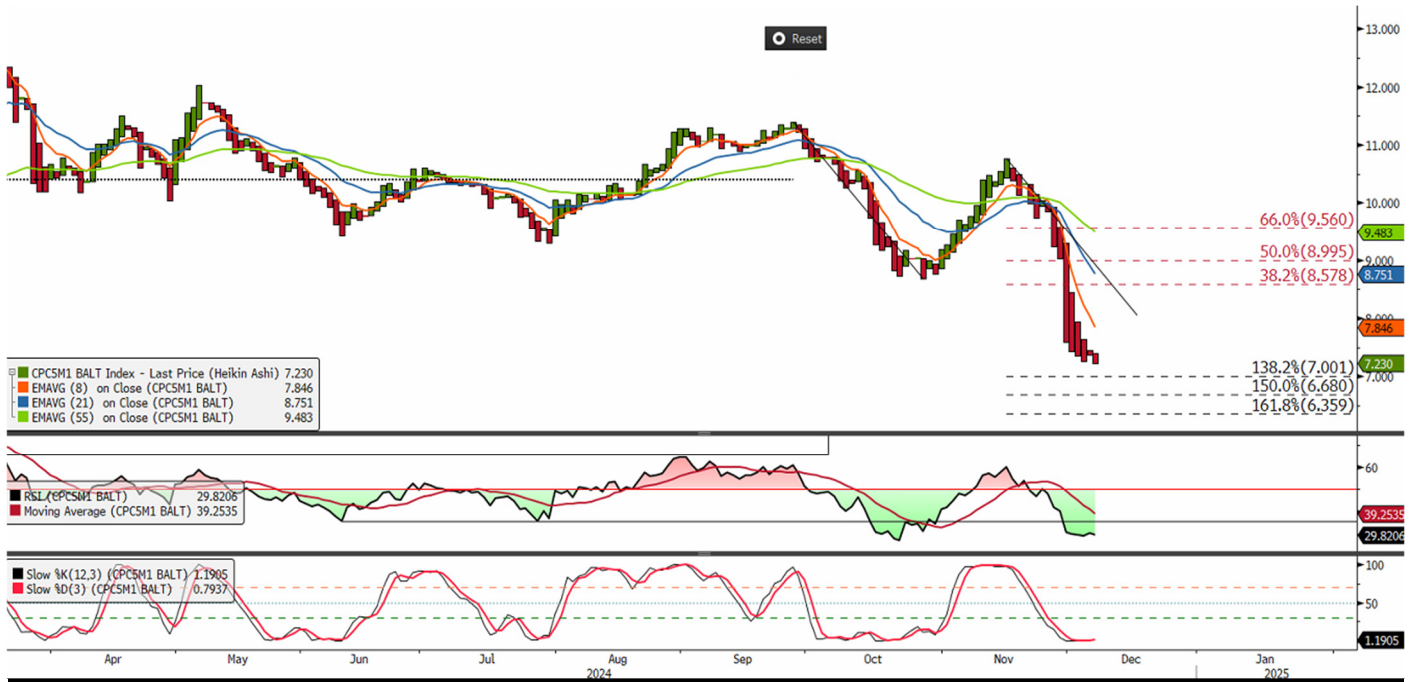 Reset
13.000
12.000
11.000
10.000
66.0%(9.560)
9.483
50.0%(8.995)
9.000
38.2%(8.578)
8.751
8.000
7.846
138.2%(7.001)
7.230
7.000
150.0%(6.680)
161.8%(6.359)
CPC5M1 BALT Index - Last Price (Heikin Ashi) 7.230
EMAVG (8) on Close (CPC5M1 BALT) 7.846
EMAVG (21) on Close (CPC5M1 BALT) 8.751
EMAVG (55) on Close (CPC5M1 BALT) 9.483
RSI (CPC5M1 BALT) 29.8206
Moving Average (CPC5M1 BALT) 39.2535
60
39.2535
29.8206
Slow %K(12,3) (CPC5M1 BALT) 1.1905
Slow %D(3) (CPC5M1 BALT) 0.7937
100
50
1.1905
Apr May Jun Jul Aug Sep Oct Nov Dec Jan
2024 2025